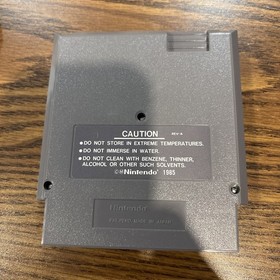 CAUTION
•DO NOT STORE IN EXTREME TEMPERATURES.
•DO NOT IMMERSE IN WATER.
•DO NOT CLEAN WITH BENZENE, THINNER,
ALCOHOL OR OTHER SUCH SOLVENTS.
Nintendo® 1985
Nintendo